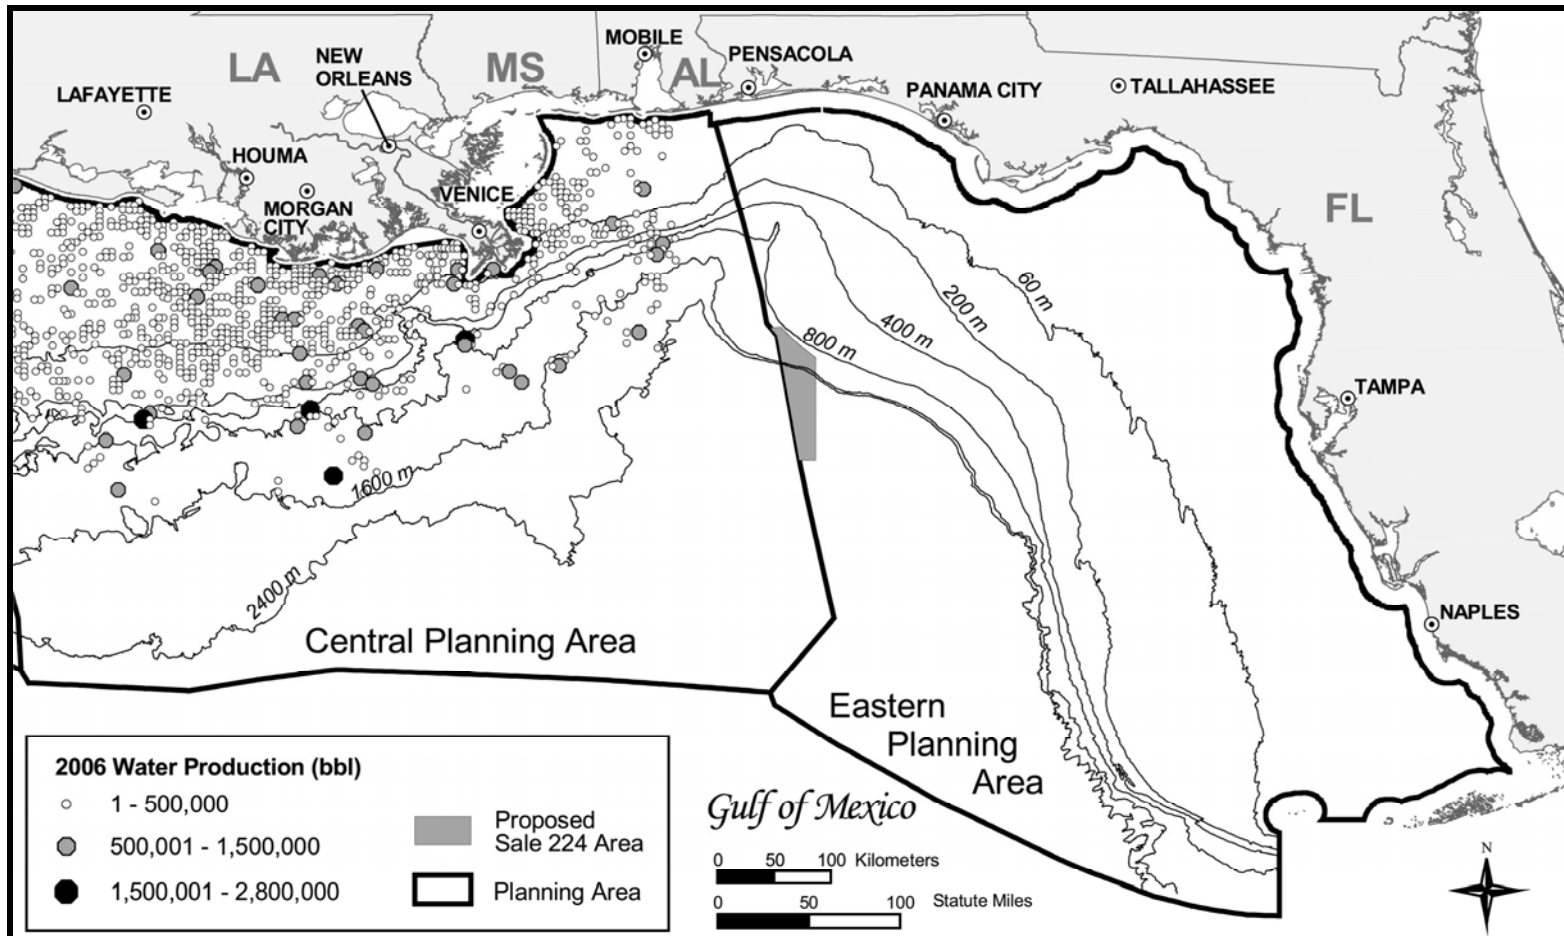 MOBILE
PENSACOLA
NEW
ORLEANS
LA
MS
AL
LAFAYETTE
PANAMA CITY
TALLAHASSEE
HOUMA
VENICE
MORGAN
CITY
FL
60 m
200 m
400 m
800 m
TAMPA
1600 m
2400 m
NAPLES
Central Planning Area
Eastern
Planning
Area
2006 Water Production (bbl)
1 - 500,000
500,001 - 1,500,000
1,500,001 - 2,800,000
Proposed
Sale 224 Area
Planning Area
Gulf of Mexico
0 50 100 Kilometers
0 50 100 Statute Miles
N